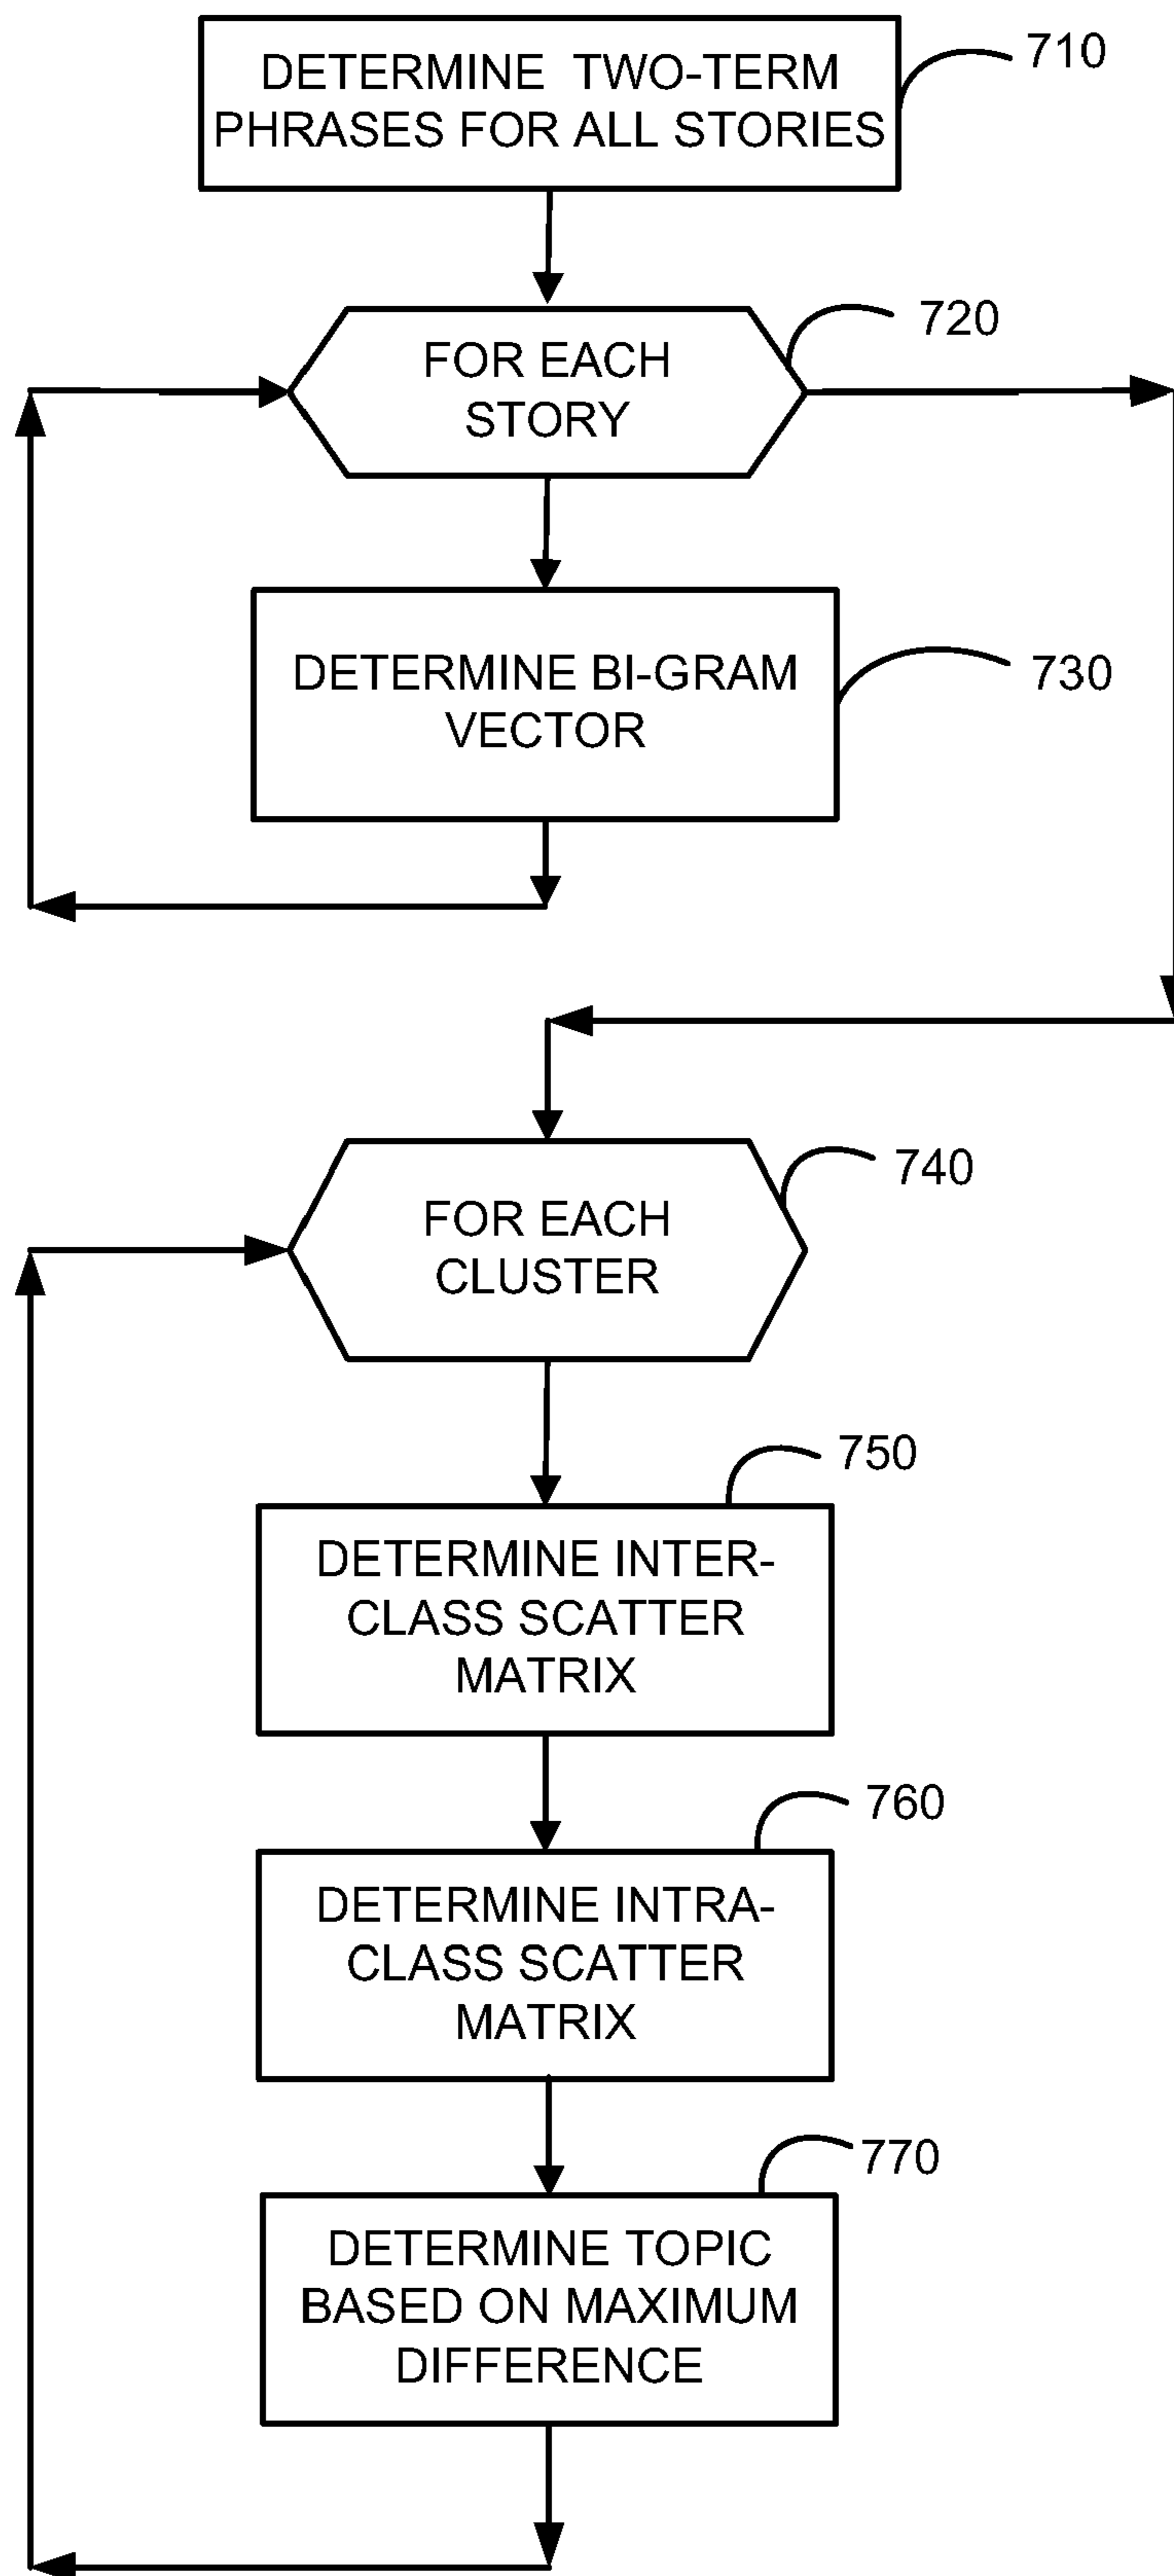 DETERMINE TWO-TERM
PHRASES FOR ALL STORIES
710
FOR EACH
STORY
720
DETERMINE BI-GRAM
VECTOR
730
FOR EACH
CLUSTER
740
DETERMINE INTER-
CLASS SCATTER
MATRIX
750
DETERMINE INTRA-
CLASS SCATTER
MATRIX
760
DETERMINE TOPIC
BASED ON MAXIMUM
DIFFERENCE
770